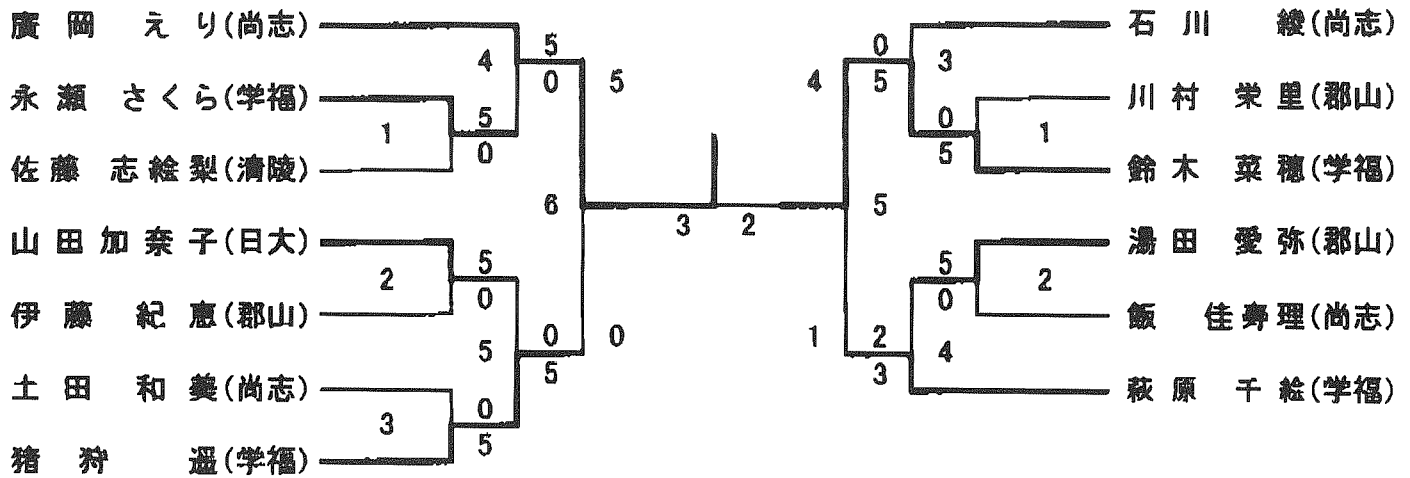 廣岡 えり(尚志)
永瀬 さくら(学福)
佐藤 志絵梨(清陵)
山田加奈子(日大)
伊藤 紀恵(郡山)
土田 和美(尚志)
猪狩 遥(学福)
4
5
0
5
1
5
0
6
2
5
0
5
0
5
0
3
0
5
3
2
4
0
5
3
0
5
1
5
5
0
2
1
2
3
4
石川 綾(尚志)
川村 栄里(郡山)
鈴木 菜穂(学福)
湯田 愛弥(郡山)
飯 佳寿理(尚志)
萩原 千絵(学福)